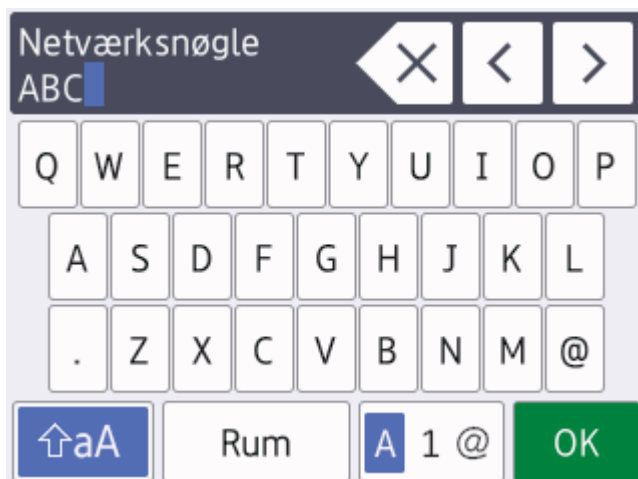 Netværksnøgle
ABC
Q W E R T Y U I O P
A S D F G H J K L
. Z X C V B N M @
aA Rum A 1 @ OK